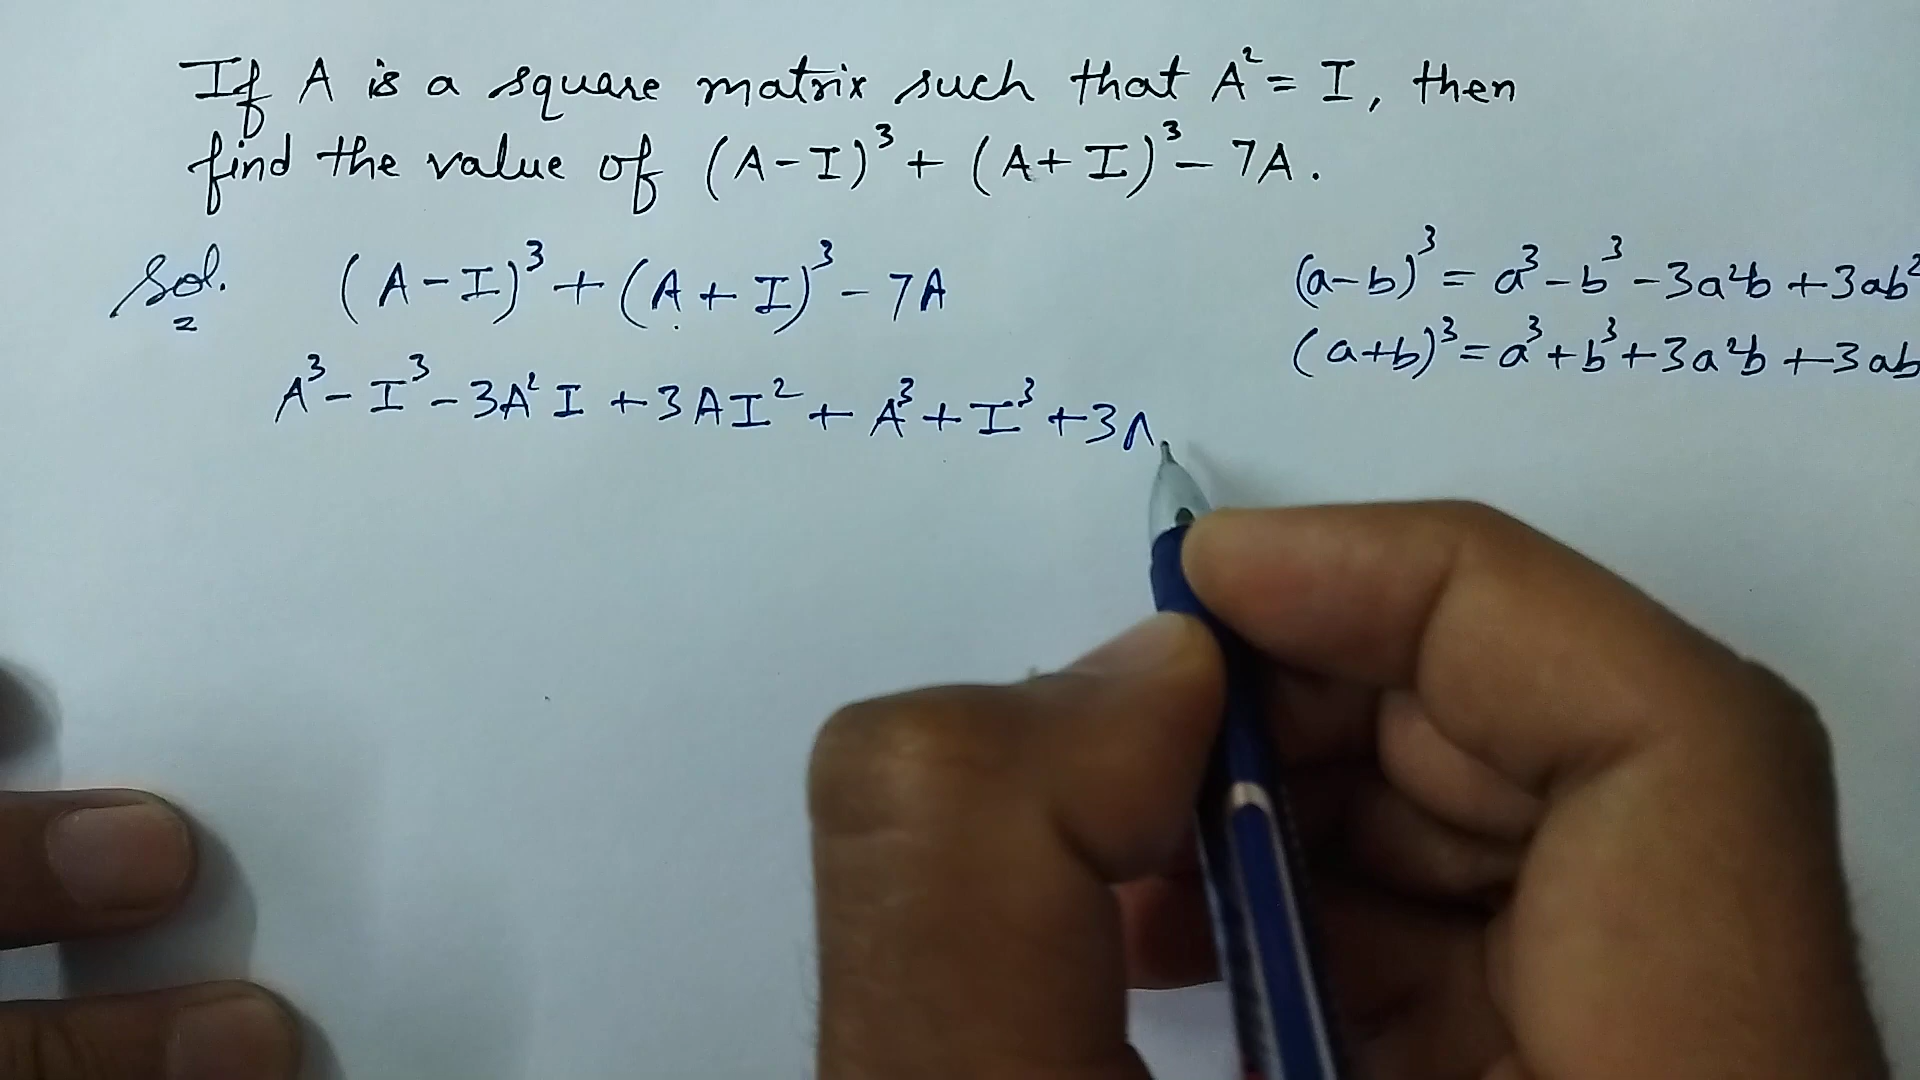 If A is a square matrix such that A² = I, then
find the value of (A-I)³ + (A+I)³ - 7A.
Sol. (A-I)³ + (A+I)³ - 7A
(a-b)³ = a³-b³-3a²b+3ab²
(a+b)³ = a³+b³+3a²b+3ab
A³ - I³ - 3A²I + 3AI² + A³ + I³ + 3A